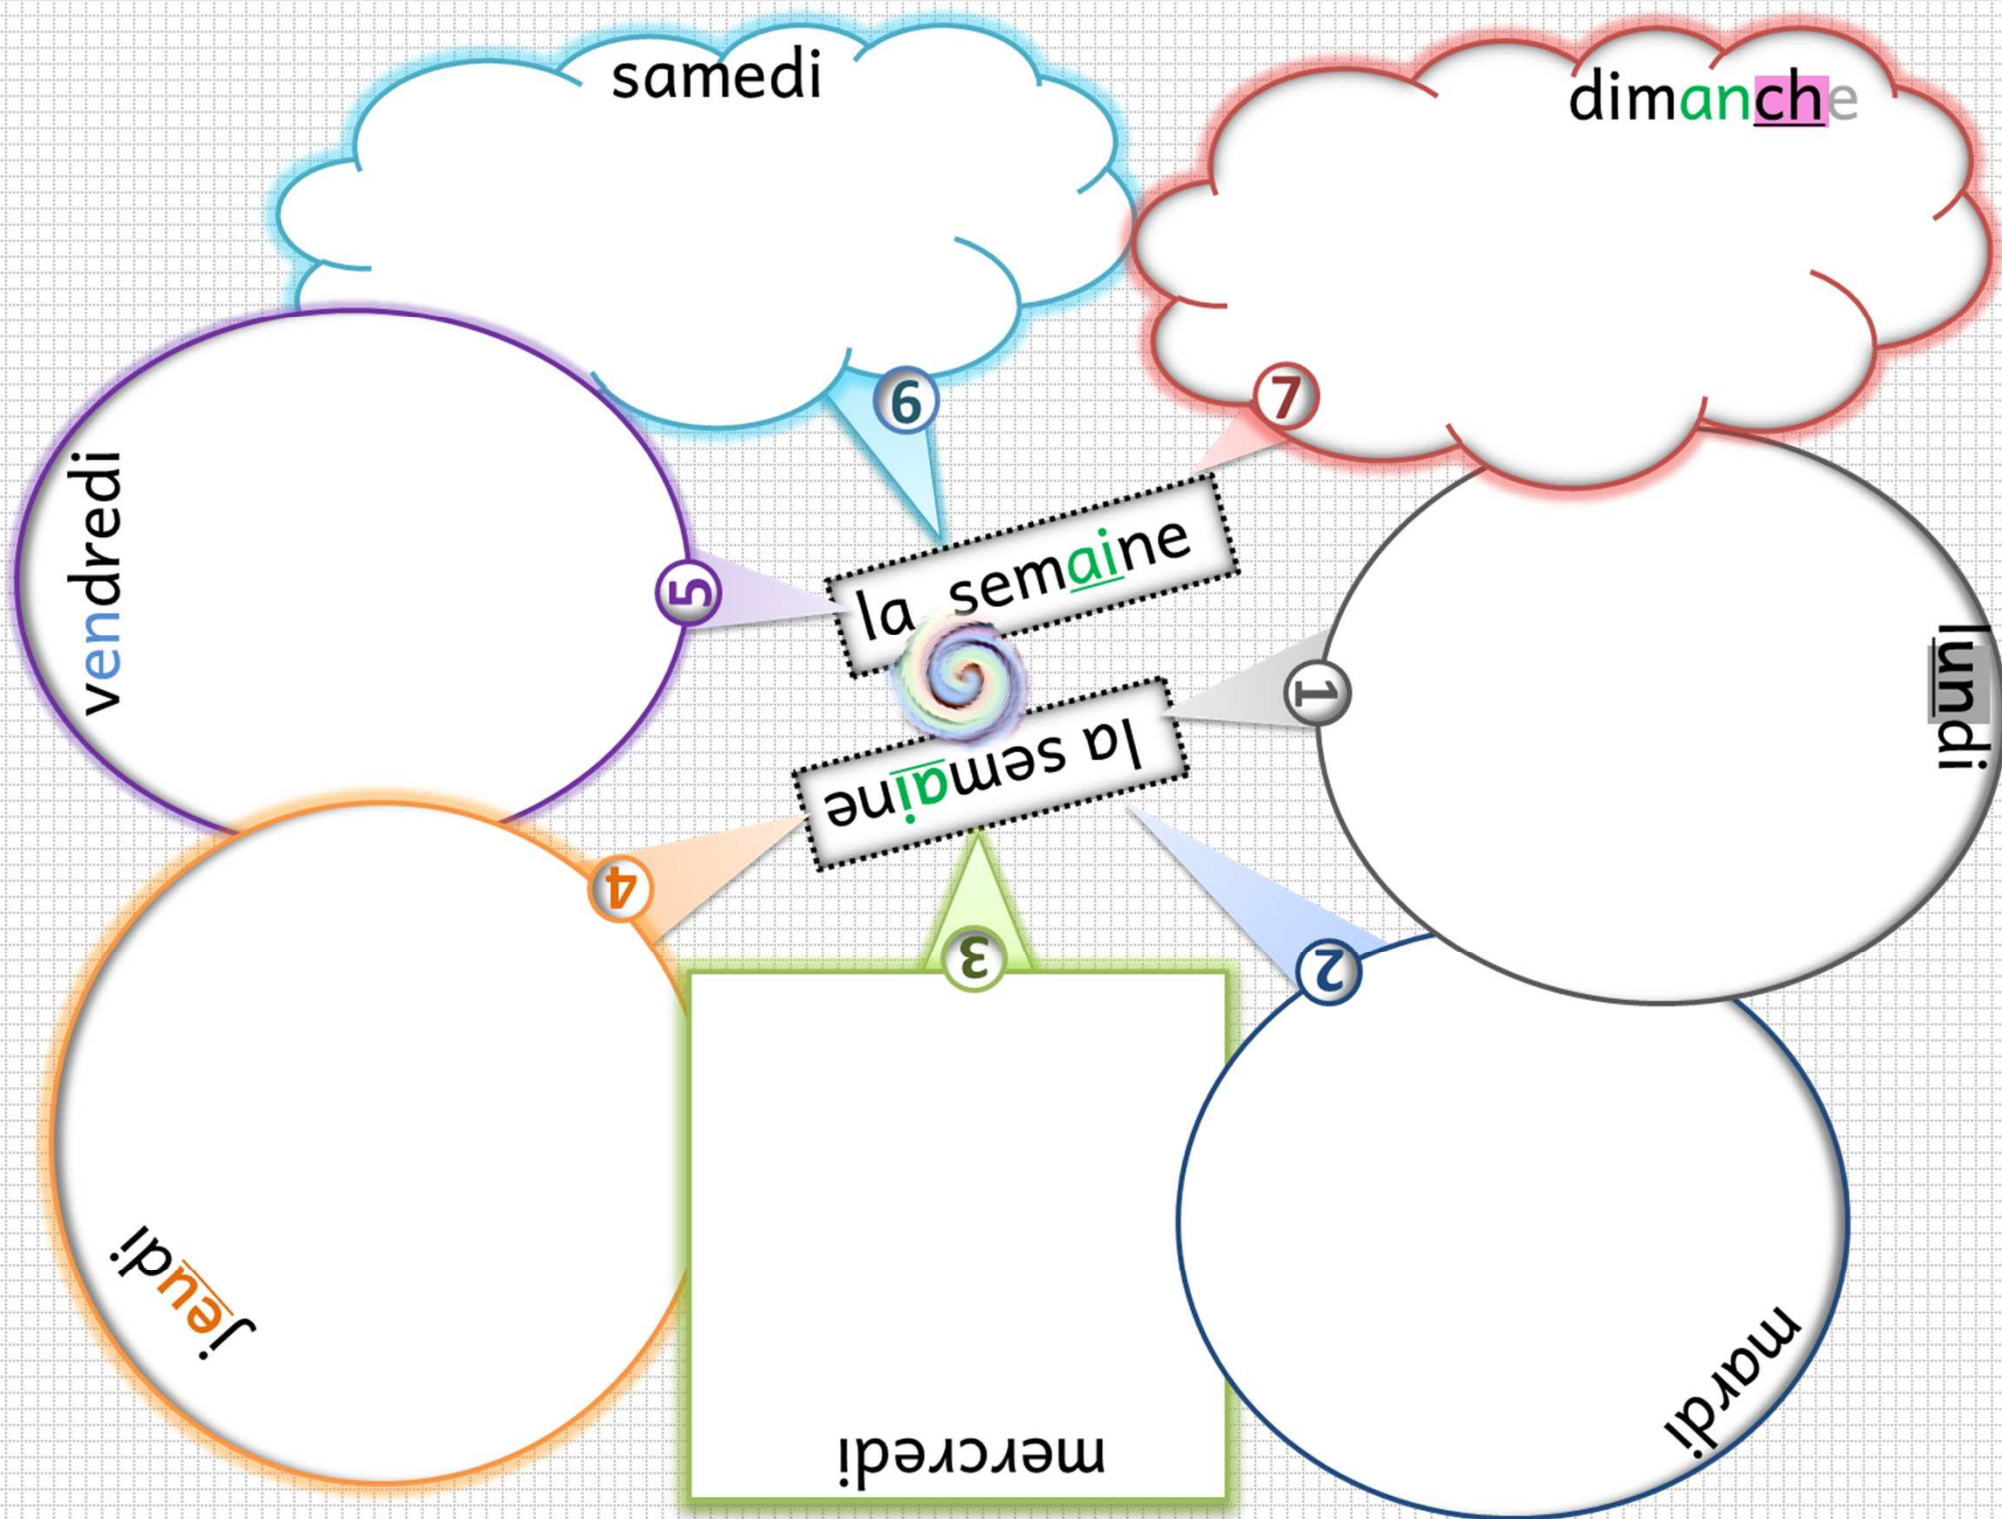 samedi
dimanche
6
7
vendredi
5
la semaine
1
lundi
la semaine
4
3
2
jeudi
mardi
mercredi